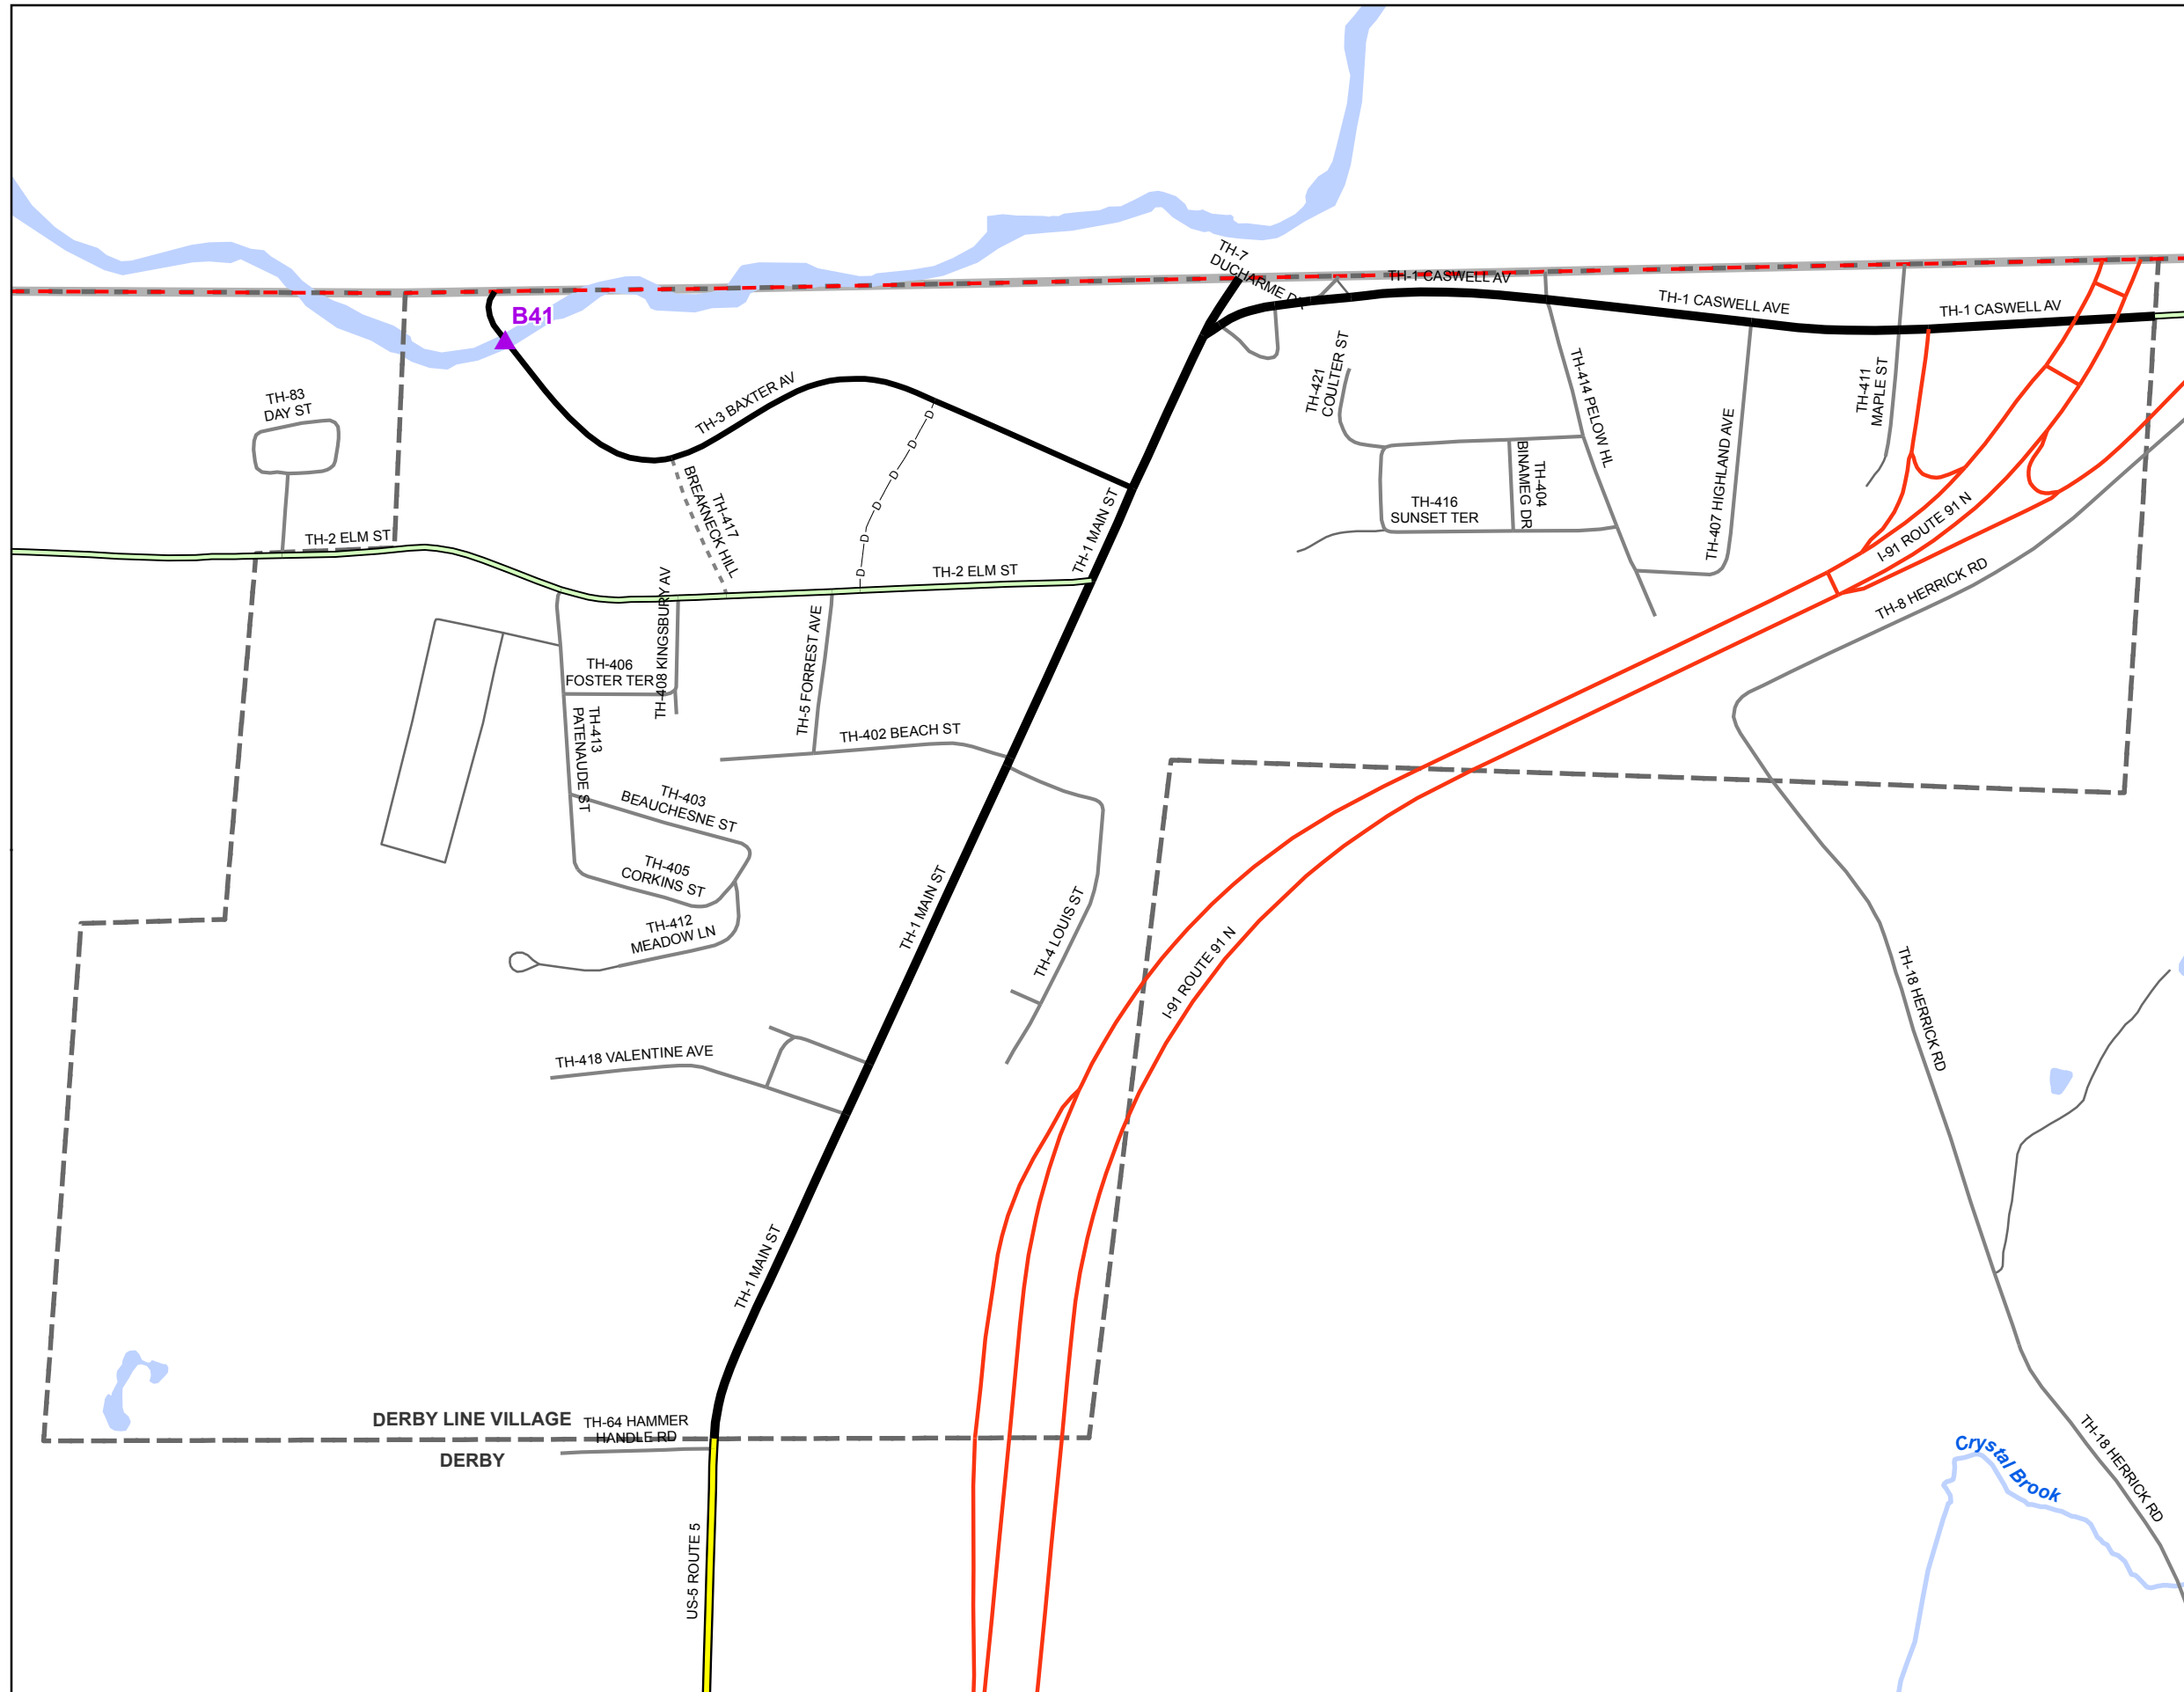 TH-7
DUCHARME DR
TH-1 CASWELL AV
TH-1 CASWELL AVE
TH-1 CASWELL AV
B41
TH-83
DAY ST
TH-3 BAXTER AV
TH-421
COULTER ST
TH-414 PELOW HL
TH-411
MAPLE ST
TH-407 HIGHLAND AVE
TH-404
BINAMEG DR
TH-416
SUNSET TER
TH-417
BREAKNECK HILL
D
D
D
D
D
D
TH-1 MAIN ST
I-91 ROUTE 91 N
TH-2 ELM ST
TH-2 ELM ST
TH-8 HERRICK RD
TH-408 KINGSBURY AV
TH-406
FOSTER TER
TH-5 FORREST AVE
TH-413
PATENAUDE ST
TH-402 BEACH ST
TH-403
BEAUCHESNE ST
TH-405
CORKINS ST
TH-412
MEADOW LN
TH-1 MAIN ST
TH-4 LOUIS ST
I-91 ROUTE 91 N
TH-18 HERRICK RD
TH-418 VALENTINE AVE
TH-1 MAIN ST
DERBY LINE VILLAGE
TH-64 HAMMER
HANDLE RD
DERBY
Crystal Brook
TH-18 HERRICK RD
US-5 ROUTE 5